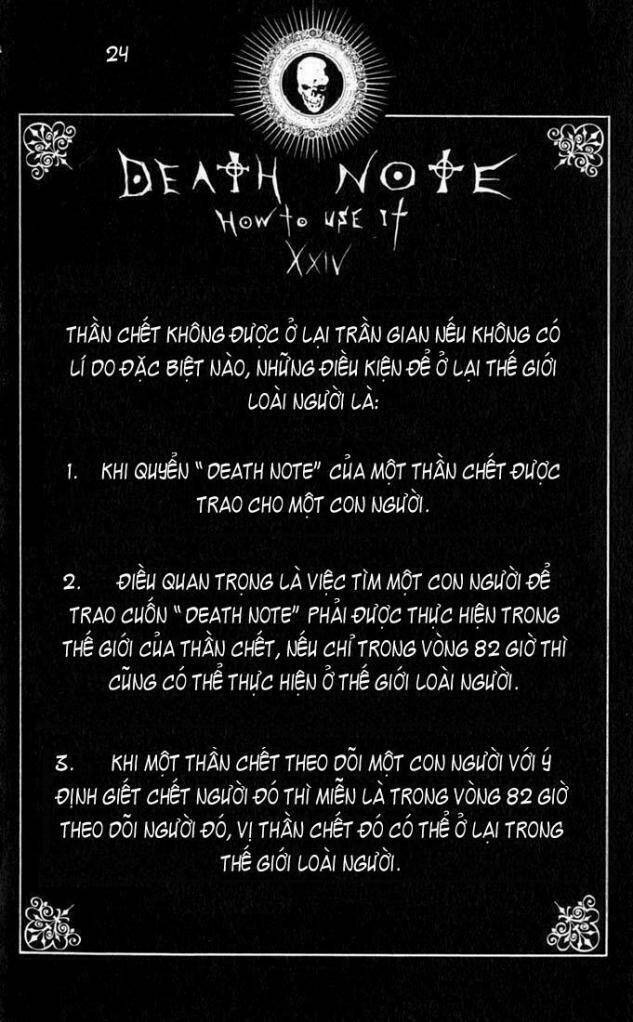 24
DEATH NOTE
HOW TO USE IT
XXIV
THẦN CHẾT KHÔNG ĐƯỢC Ở LẠI TRẦN GIAN NẾU KHÔNG CÓ
LÍ DO ĐẶC BIỆT NÀO, NHỮNG ĐIỀU KIỆN ĐỂ Ở LẠI THẾ GIỚI
LOÀI NGƯỜI LÀ:
1. KHI QUYỂN “ DEATH NOTE” CỦA MỘT THẦN CHẾT ĐƯỢC
TRAO CHO MỘT CON NGƯỜI.
2. ĐIỀU QUAN TRỌNG LÀ VIỆC TÌM MỘT CON NGƯỜI ĐỂ
TRAO CUỐN “ DEATH NOTE” PHẢI ĐƯỢC THỰC HIỆN TRONG
THẾ GIỚI CỦA THẦN CHẾT, NẾU CHỈ TRONG VÒNG 82 GIỜ THÌ
CŨNG CÓ THỂ THỰC HIỆN Ở THẾ GIỚI LOÀI NGƯỜI.
3. KHI MỘT THẦN CHẾT THEO DÕI MỘT CON NGƯỜI VỚI Ý
ĐỊNH GIẾT CHẾT NGƯỜI ĐÓ THÌ MIỄN LÀ TRONG VÒNG 82 GIỜ
THEO DÕI NGƯỜI ĐÓ, VỊ THẦN CHẾT ĐÓ CÓ THỂ Ở LẠI TRONG
THẾ GIỚI LOÀI NGƯỜI.